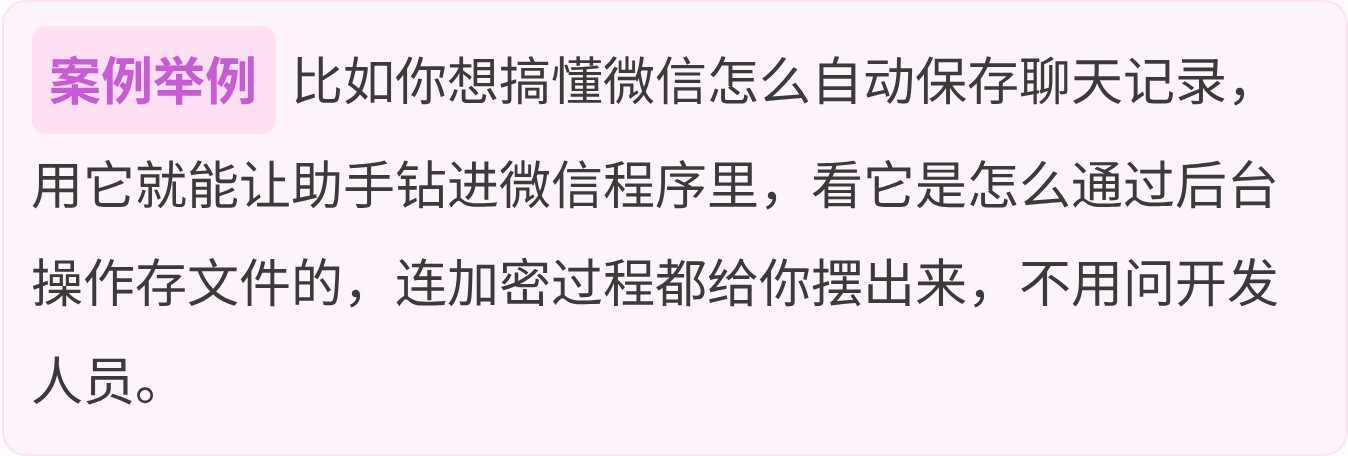 案例举例 比如你想搞懂微信怎么自动保存聊天记录，
用它就能让助手钻进微信程序里，看它是怎么通过后台
操作存文件的，连加密过程都给你摆出来，不用问开发
人员。